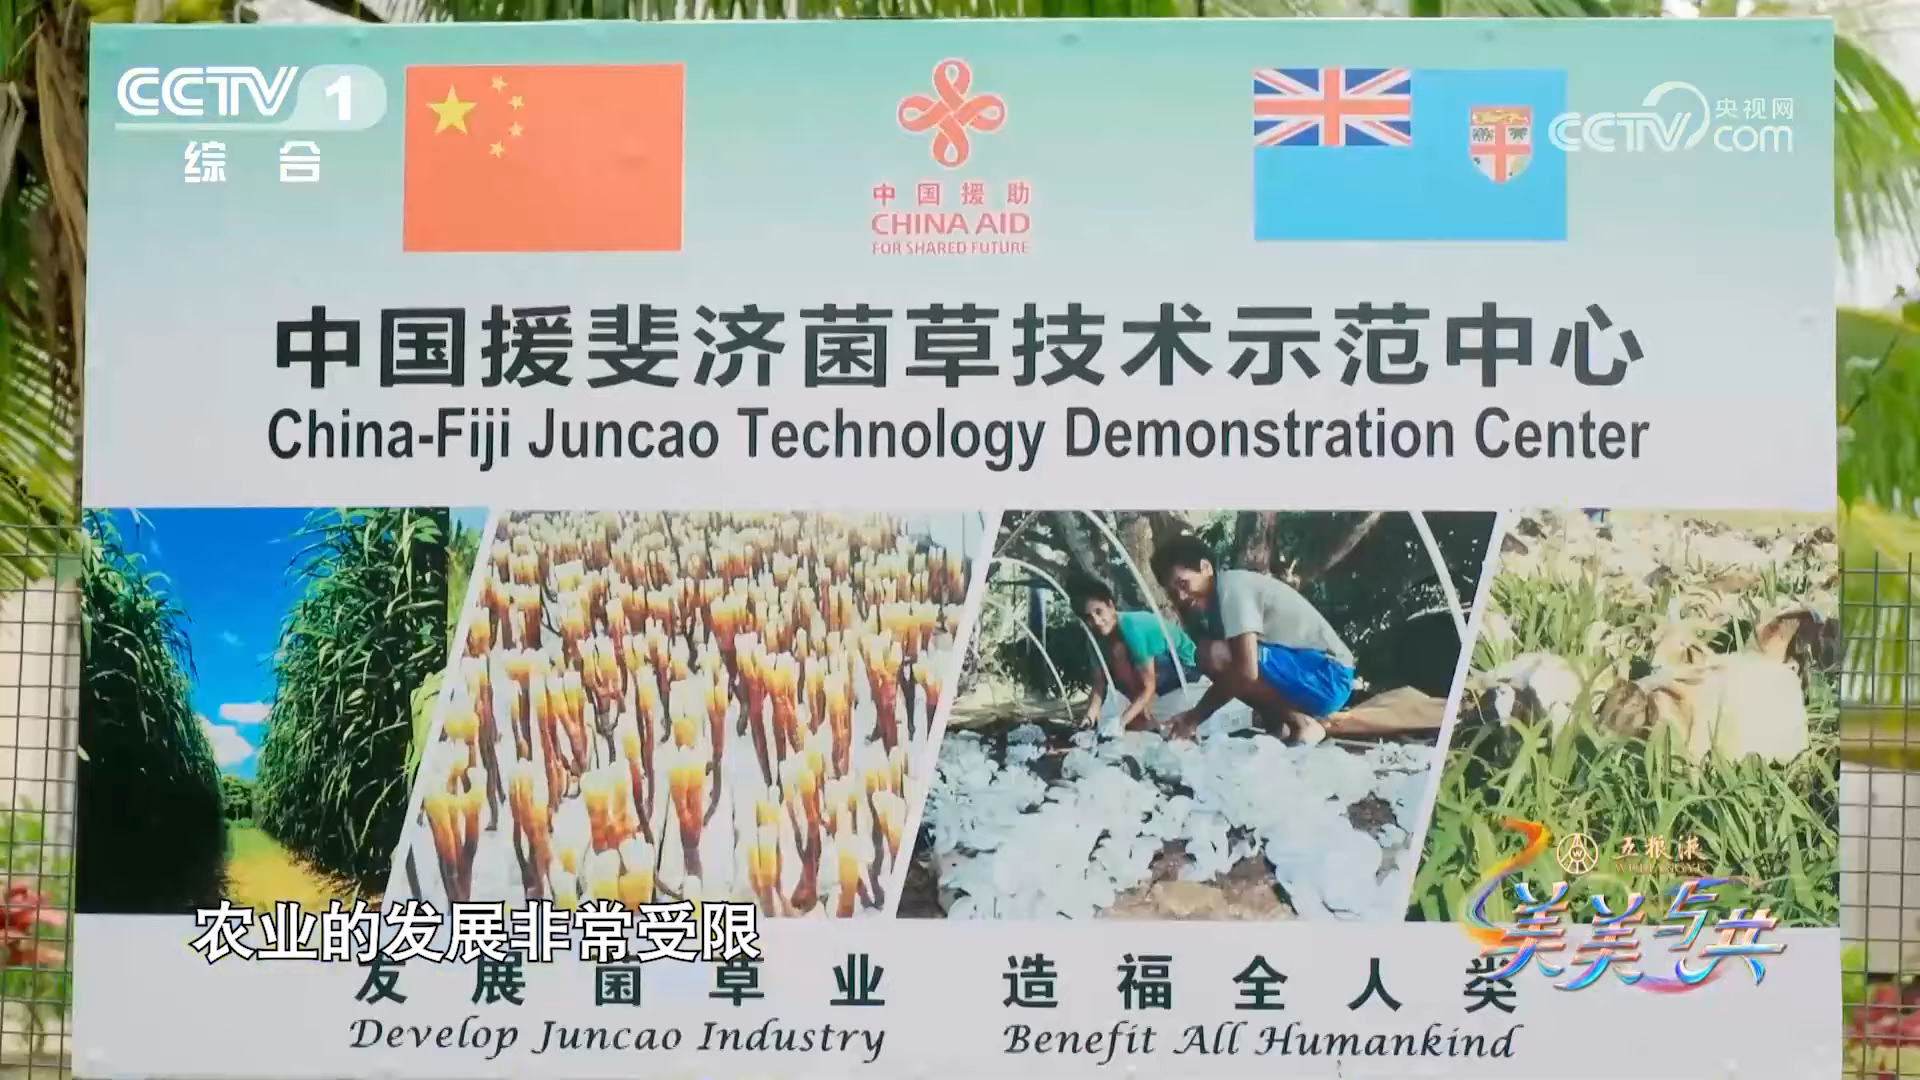 CCTV 1
综 合
央视网
CCTV com
中国援助
CHINA AID
FOR SHARED FUTURE
中国援斐济菌草技术示范中心
China-Fiji Juncao Technology Demonstration Center
五粮液
WULIANGYE
美美与共
农业的发展非常受限
发展菌草业 造福全人类
Develop Juncao Industry Benefit All Humankind